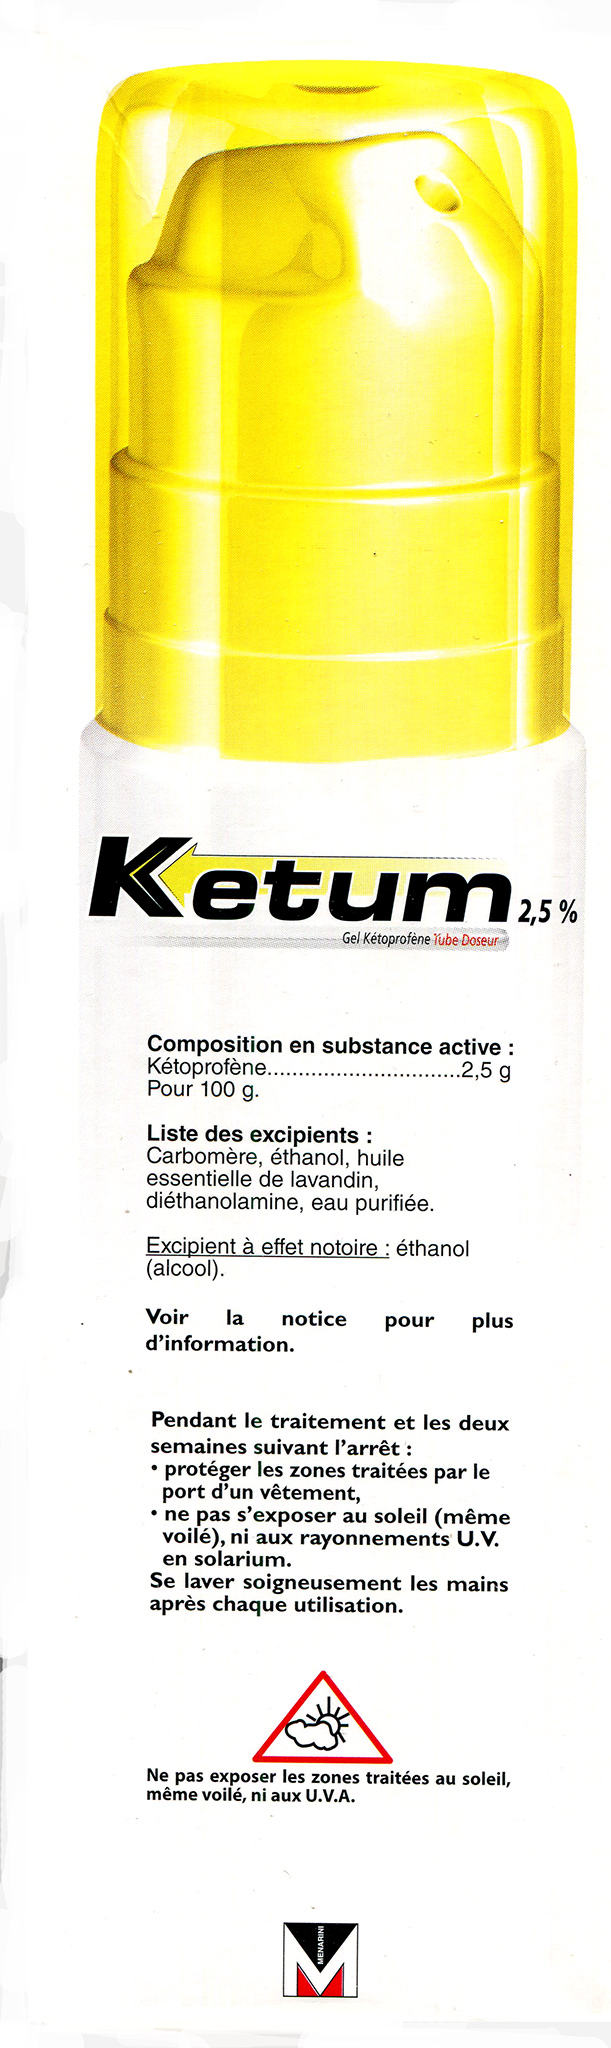 Ketum 2,5 %
Gel Kétoprofène Tube Doseur
Composition en substance active :
Kétoprofène...............................2,5 g
Pour 100 g.
Liste des excipients :
Carbomère, éthanol, huile
essentielle de lavandin,
diéthanolamine, eau purifiée.
Excipient à effet notoire : éthanol
(alcool).
Voir la notice pour plus
d'information.
Pendant le traitement et les deux
semaines suivant l'arrêt :
• protéger les zones traitées par le
port d'un vêtement,
• ne pas s'exposer au soleil (même
voilé), ni aux rayonnements U.V.
en solarium.
Se laver soigneusement les mains
après chaque utilisation.
Ne pas exposer les zones traitées au soleil,
même voilé, ni aux U.V.A.
MENARINI